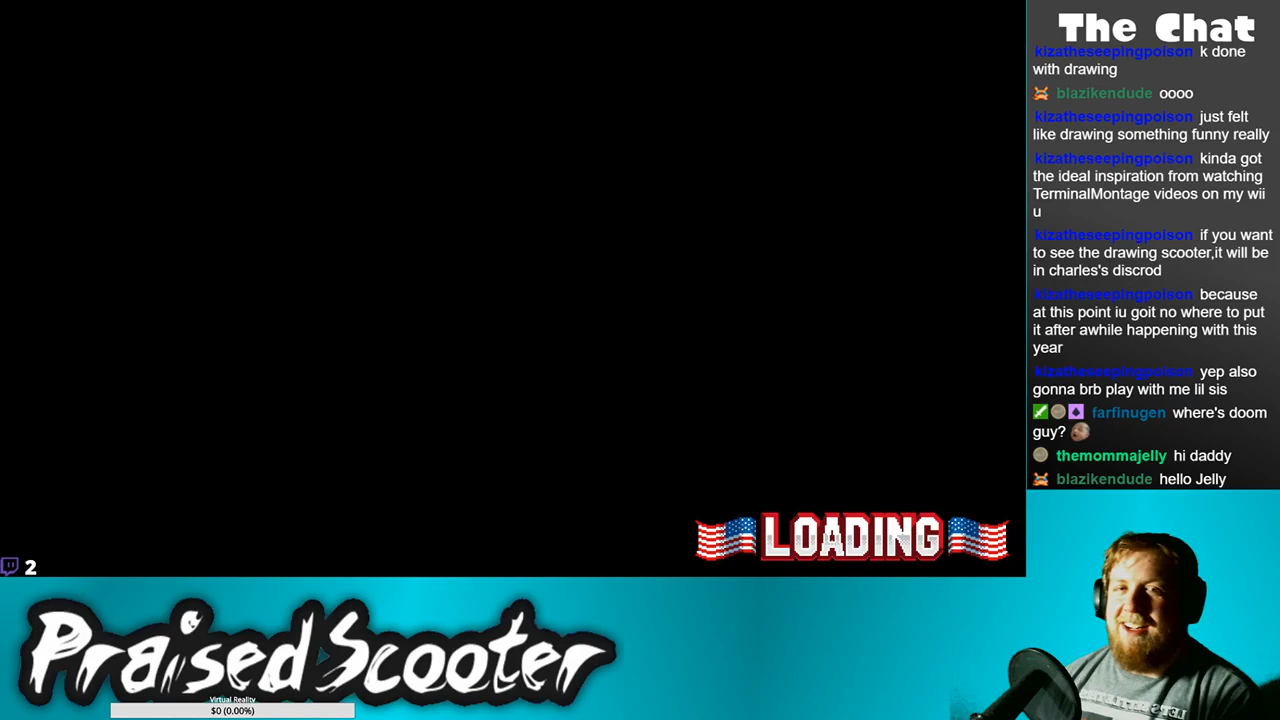 The Chat
kizatheseepingpoison k done
with drawing
blazikendude oooo
kizatheseepingpoison just felt
like drawing something funny really
kizatheseepingpoison kinda got
the ideal inspiration from watching
TerminalMontage videos on my wii
u
kizatheseepingpoison if you want
to see the drawing scooter,it will be
in charles's discrod
kizatheseepingpoison because
at this point iu goit no where to put
it after awhile happening with this
year
kizatheseepingpoison yep also
gonna brb play with me lil sis
farfinugen where's doom
guy?
themommajelly hi daddy
blazikendude hello Jelly
LOADING
2
PraisedScooter
Virtual Reality
$0 (0.00%)